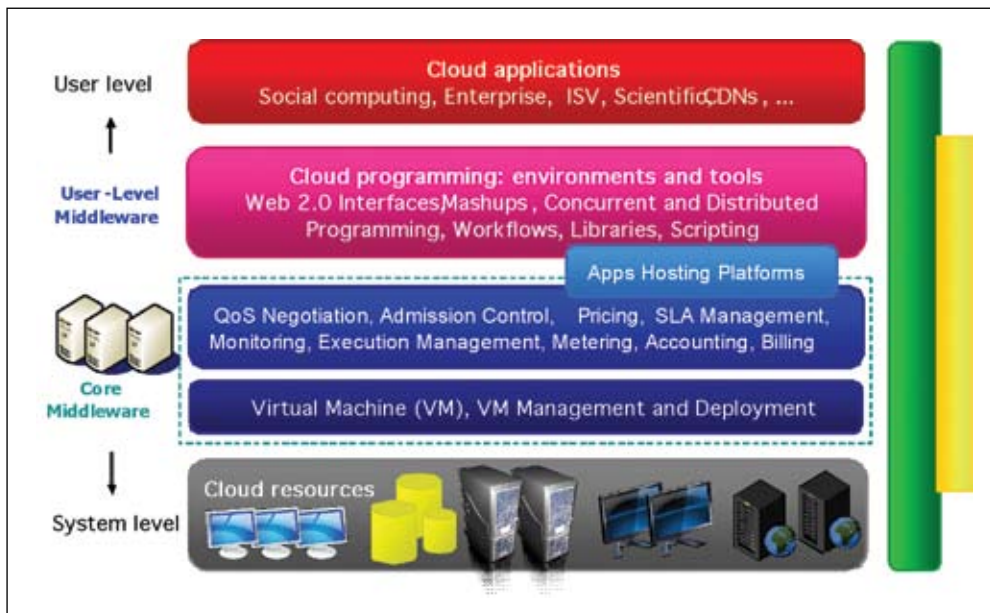 Cloud applications
User level
Social computing, Enterprise, ISV, Scientific,CDNs , ...
Cloud programming: environments and tools
User-Level
Middleware
Web 2.0 Interfaces,Mashups , Concurrent and Distributed
Programming, Workflows, Libraries, Scripting
Apps Hosting Platforms
QoS Negotiation, Admission Control, Pricing, SLA Management,
Monitoring, Execution Management, Metering, Accounting, Billing
Core
Middleware
Virtual Machine (VM), VM Management and Deployment
Cloud resources
System level